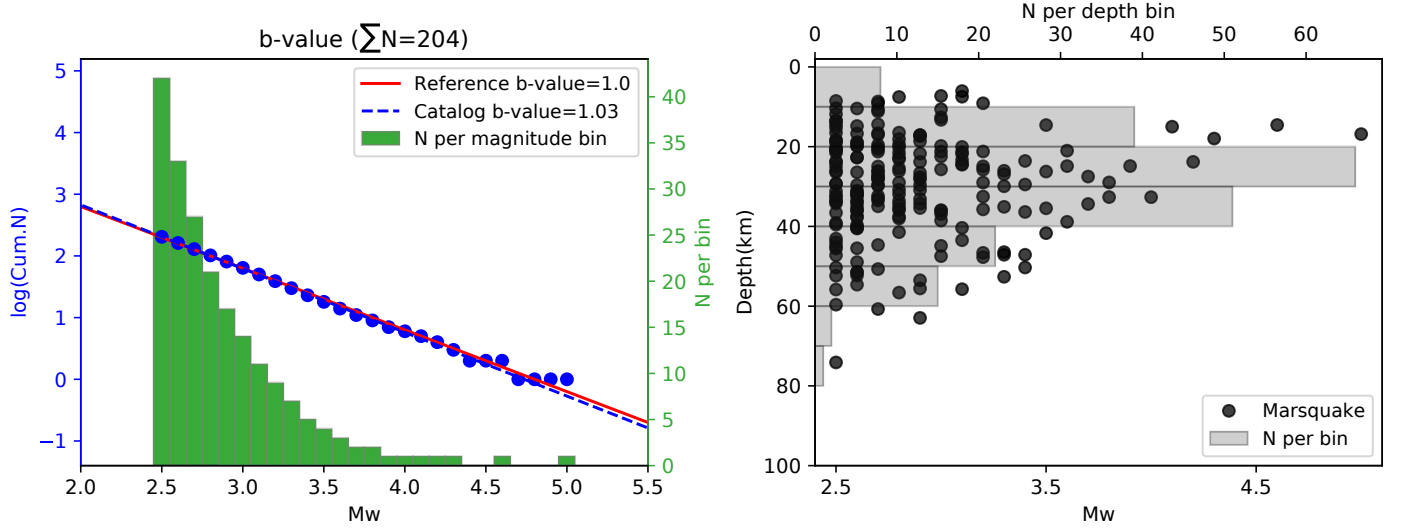 b-value (∑N=204)
5
4
3
2
1
0
−1
log(Cum.N)
Reference b-value=1.0
Catalog b-value=1.03
N per magnitude bin
40
35
30
25
20
15
10
5
0
N per bin
2.0 2.5 3.0 3.5 4.0 4.5 5.0 5.5
Mw
N per depth bin
0 10 20 30 40 50 60
0
20
40
60
80
100
Depth(km)
Marsquake
N per bin
2.5 3.5 4.5
Mw